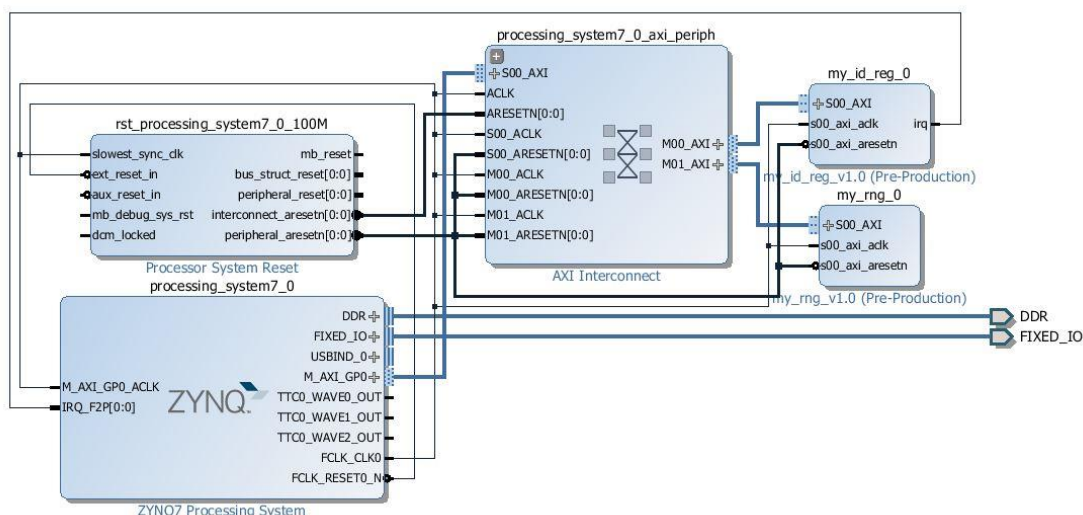 processing_system7_0_axi_periph
S00_AXI
ACLK
ARESETN[0:0]
S00_ACLK
S00_ARESETN[0:0]
M00_ACLK
M00_ARESETN[0:0]
M01_ACLK
M01_ARESETN[0:0]
M00_AXI
M01_AXI
AXI Interconnect
my_id_reg_0
S00_AXI
s00_axi_aclk
s00_axi_aresetn
irq
my_id_reg_v1.0 (Pre-Production)
my_rng_0
S00_AXI
s00_axi_aclk
s00_axi_aresetn
my_rng_v1.0 (Pre-Production)
rst_processing_system7_0_100M
slowest_sync_clk
ext_reset_in
aux_reset_in
mb_debug_sys_rst
dcm_locked
mb_reset
bus_struct_reset[0:0]
peripheral_reset[0:0]
interconnect_aresetn[0:0]
peripheral_aresetn[0:0]
Processor System Reset
processing_system7_0
M_AXI_GP0_ACLK
IRQ_F2P[0:0]
ZYNQ
DDR
FIXED_IO
USBIND_0
M_AXI_GP0
TTC0_WAVE0_OUT
TTC0_WAVE1_OUT
TTC0_WAVE2_OUT
FCLK_CLK0
FCLK_RESET0_N
ZYNQ7 Processing System
DDR
FIXED_IO